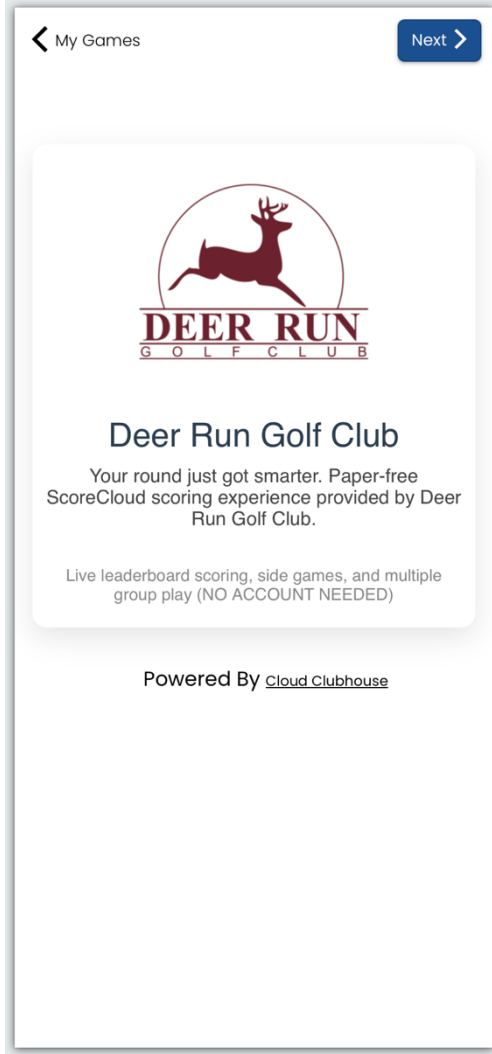 My Games
Next
DEER RUN
GOLF CLUB
Deer Run Golf Club
Your round just got smarter. Paper-free
ScoreCloud scoring experience provided by Deer
Run Golf Club.
Live leaderboard scoring, side games, and multiple
group play (NO ACCOUNT NEEDED)
Powered By Cloud Clubhouse